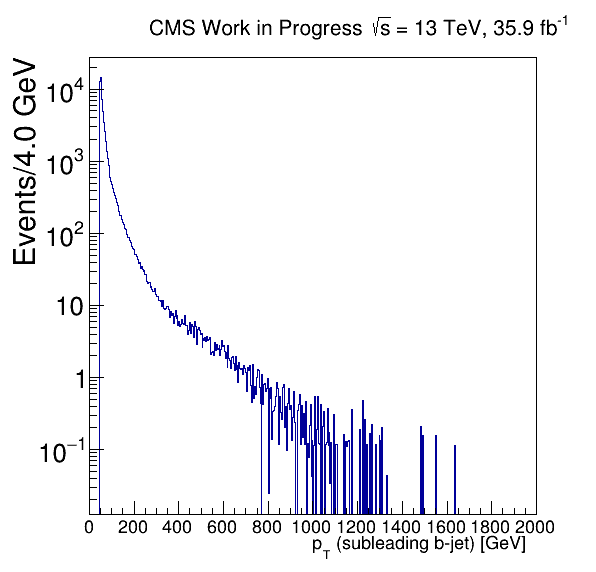 CMS Work in Progress √s = 13 TeV, 35.9 fb⁻¹
Events/4.0 GeV
10⁴
10³
10²
10
1
10⁻¹
0 200 400 600 800 1000 1200 1400 1600 1800 2000
p_T (subleading b-jet) [GeV]